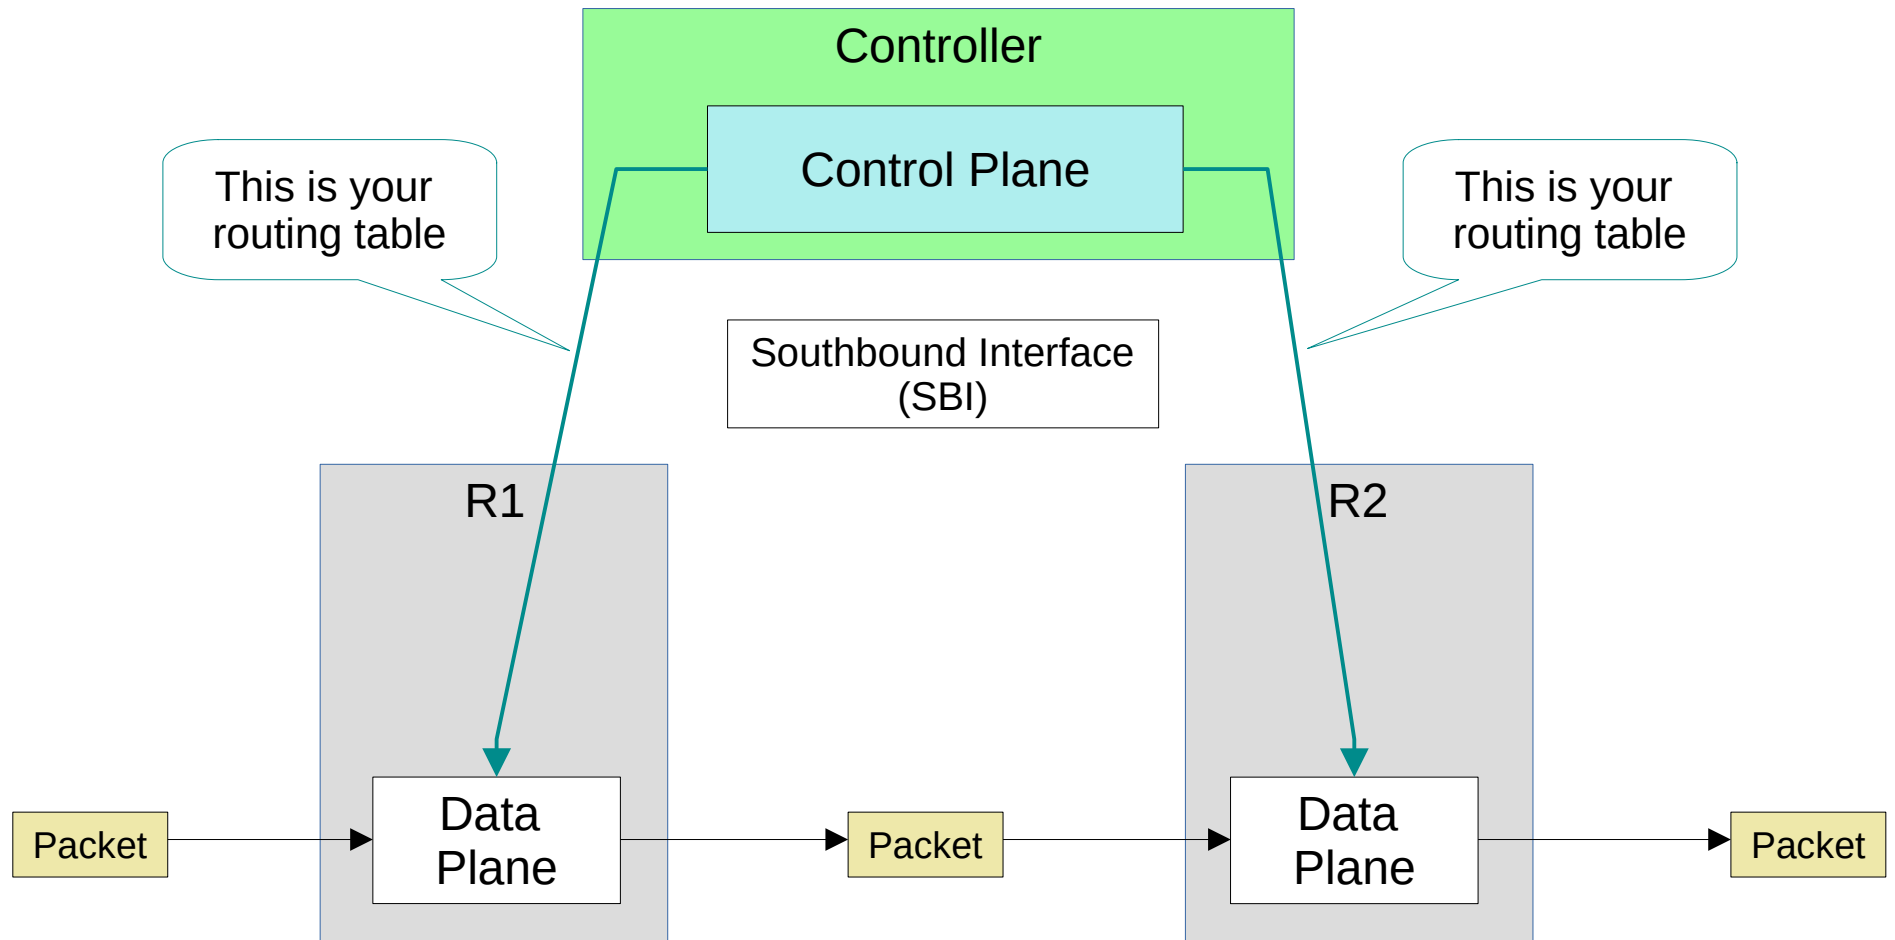 Controller
Control Plane
This is your
routing table
This is your
routing table
Southbound Interface
(SBI)
R1
R2
Packet
Data
Plane
Packet
Data
Plane
Packet